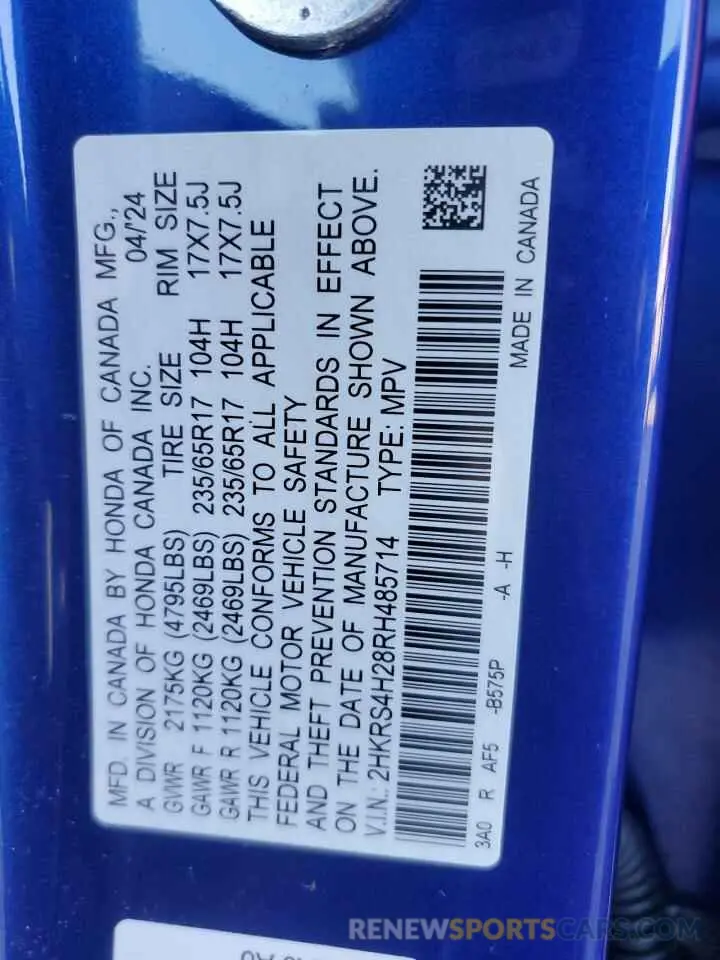 MFD. IN CANADA BY HONDA OF CANADA MFG.,
A DIVISION OF HONDA CANADA INC. 04/'24
GVWR 2175KG (4795LBS) TIRE SIZE RIM SIZE
GAWR F 1120KG (2469LBS) 235/65R17 104H 17X7.5J
GAWR R 1120KG (2469LBS) 235/65R17 104H 17X7.5J
THIS VEHICLE CONFORMS TO ALL APPLICABLE
FEDERAL MOTOR VEHICLE SAFETY
AND THEFT PREVENTION STANDARDS IN EFFECT
ON THE DATE OF MANUFACTURE SHOWN ABOVE.
V.I.N.: 2HKRS4H28RH485714 TYPE: MPV
3A0 R AF5 -B575P -A -H
MADE IN CANADA
RENEWSPORTSCARS.COM